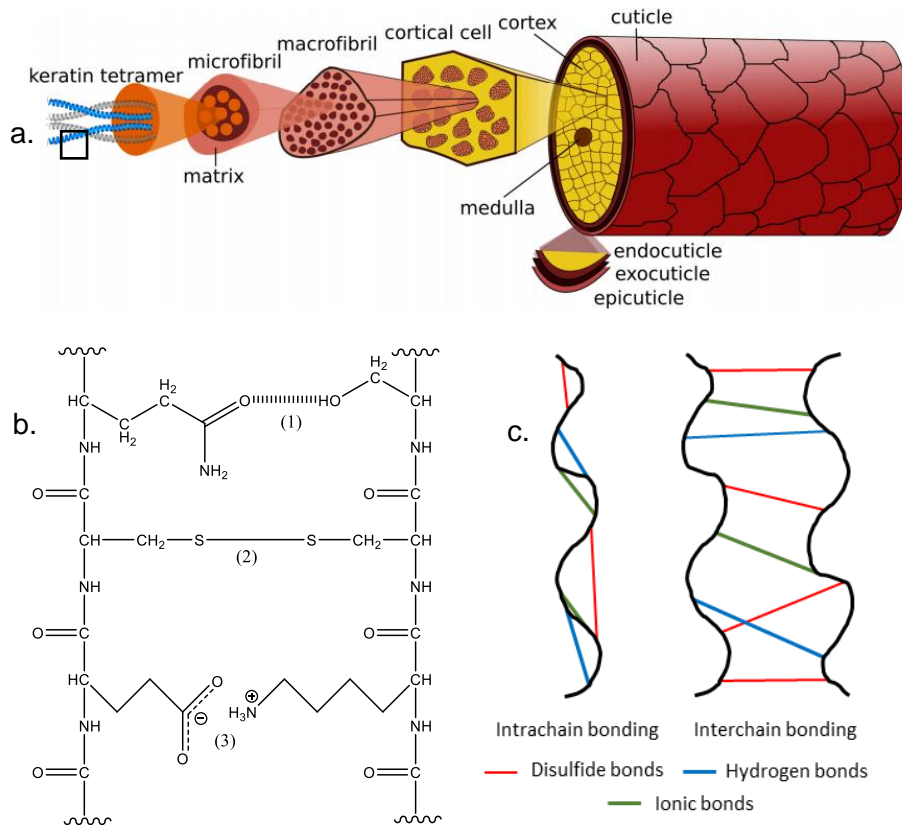 keratin tetramer
microfibril
macrofibril
cortical cell
cortex
cuticle
a.
matrix
medulla
endocuticle
exocuticle
epicuticle
b.
HC
H2
C
H2
O
(1)
HO
H2
C
CH
NH
NH2
NH
O
C
C
O
CH
CH2
S
(2)
S
CH2
CH
NH
NH
O
C
C
O
CH
O
⊖
O
(3)
⊕
H3N
CH
NH
NH
O
C
C
O
c.
Intrachain bonding
Interchain bonding
Disulfide bonds
Hydrogen bonds
Ionic bonds